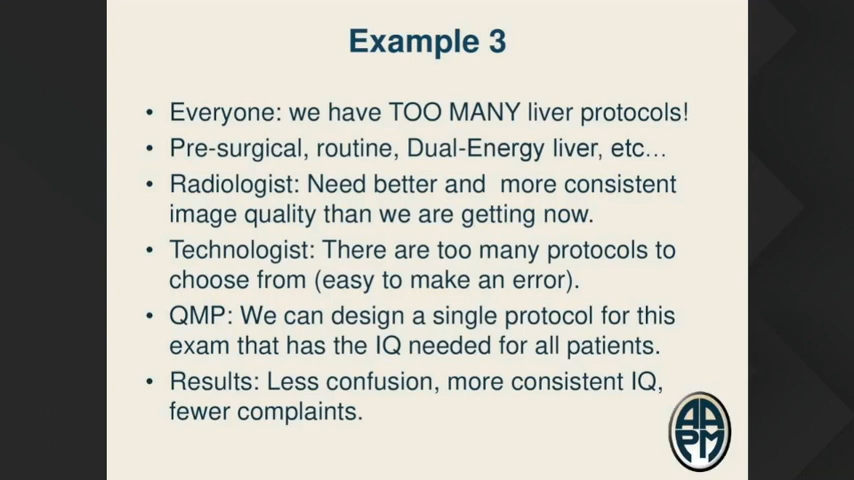 Example 3
• Everyone: we have TOO MANY liver protocols!
• Pre-surgical, routine, Dual-Energy liver, etc…
• Radiologist: Need better and  more consistent
image quality than we are getting now.
• Technologist: There are too many protocols to
choose from (easy to make an error).
• QMP: We can design a single protocol for this
exam that has the IQ needed for all patients.
• Results: Less confusion, more consistent IQ,
fewer complaints.
AAPM